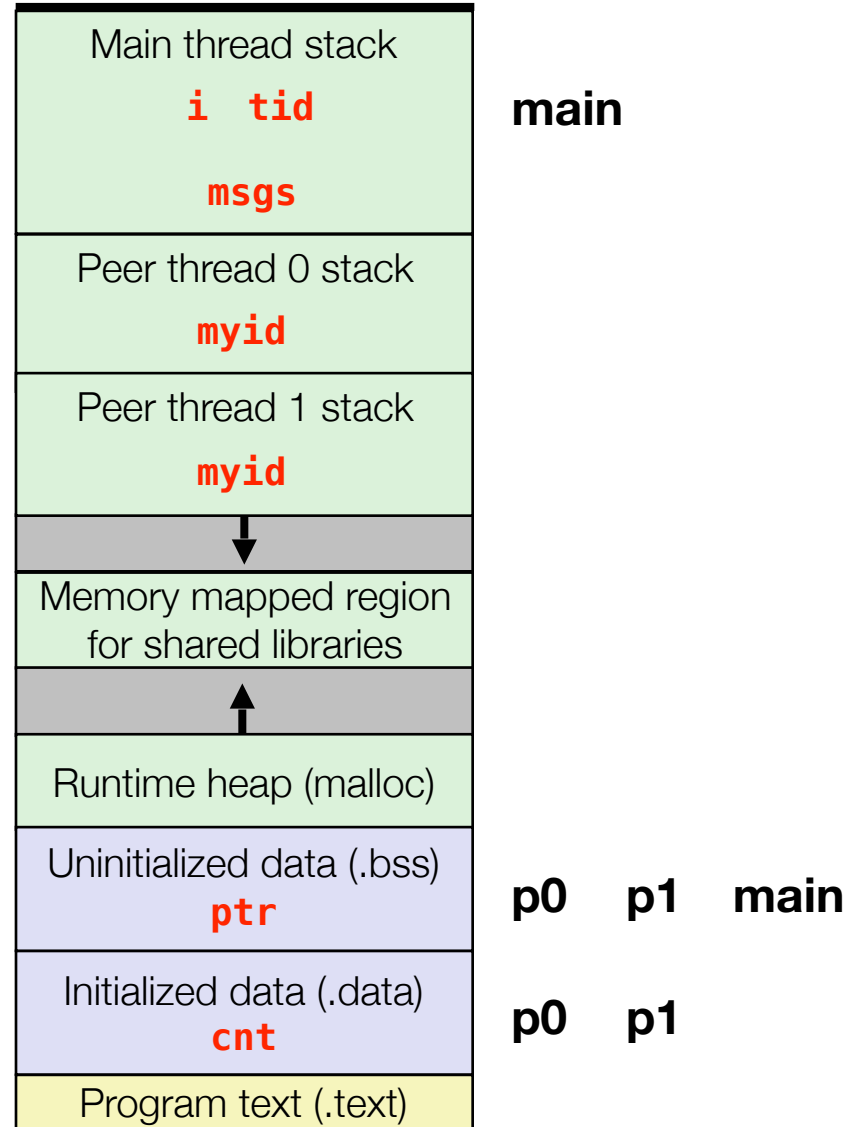 Main thread stack
i tid main
msgs
Peer thread 0 stack
myid
Peer thread 1 stack
myid
Memory mapped region
for shared libraries
Runtime heap (malloc)
Uninitialized data (.bss)
ptr p0 p1 main
Initialized data (.data)
cnt p0 p1
Program text (.text)